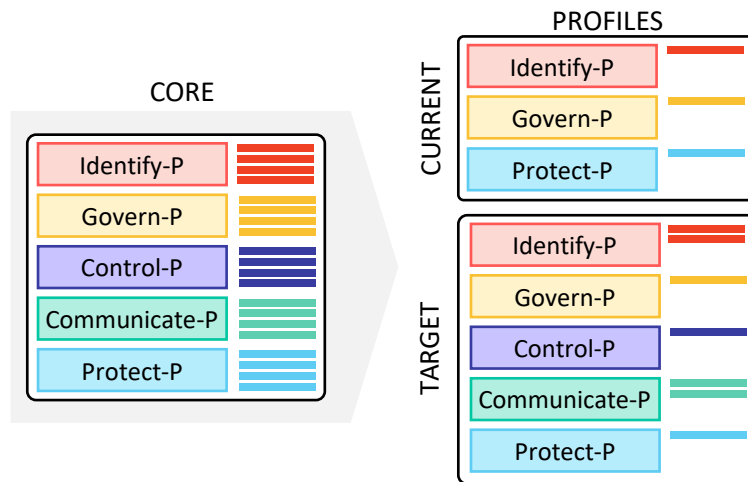 CORE
Identify-P
Govern-P
Control-P
Communicate-P
Protect-P
PROFILES
CURRENT
Identify-P
Govern-P
Protect-P
TARGET
Identify-P
Govern-P
Control-P
Communicate-P
Protect-P